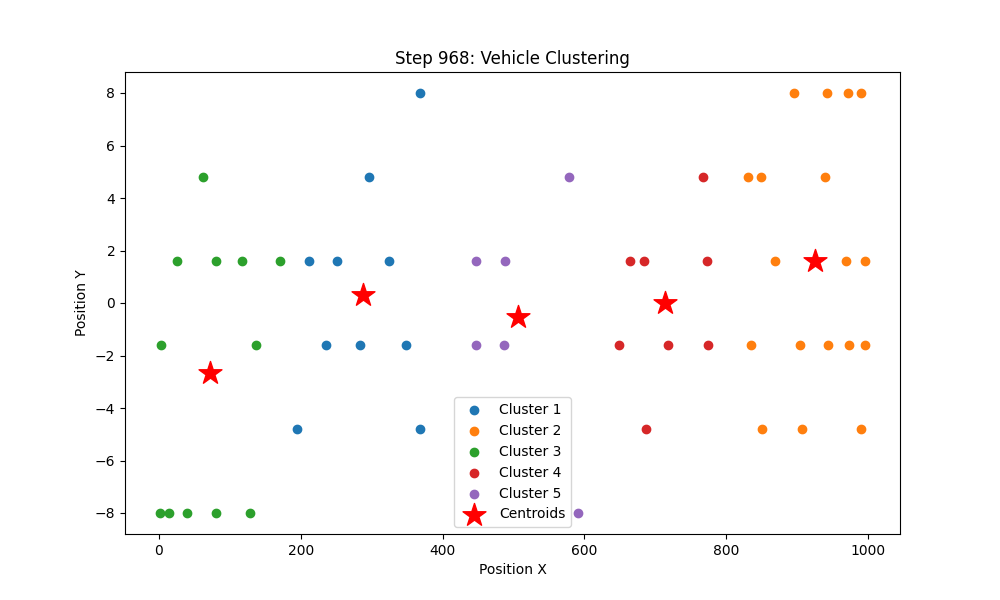 Step 968: Vehicle Clustering
Position Y
8
6
4
2
0
−2
−4
−6
−8
Cluster 1
Cluster 2
Cluster 3
Cluster 4
Cluster 5
Centroids
0
200
400
600
800
1000
Position X